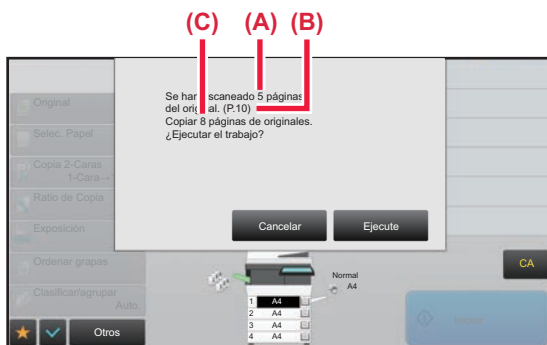 (C) (A) (B)
Original
Selec. Papel
Copia 2-Caras
1-Cara→
Ratio de Copia
Exposición
Ordenar grapas
Clasificar/agrupar
Auto.
Otros
Se han escaneado 5 páginas
del original. (P.10)
Copiar 8 páginas de originales.
¿Ejecutar el trabajo?
Cancelar
Ejecute
Normal
A4
1 A4
2 A4
3 A4
4 A4
CA
Iniciar